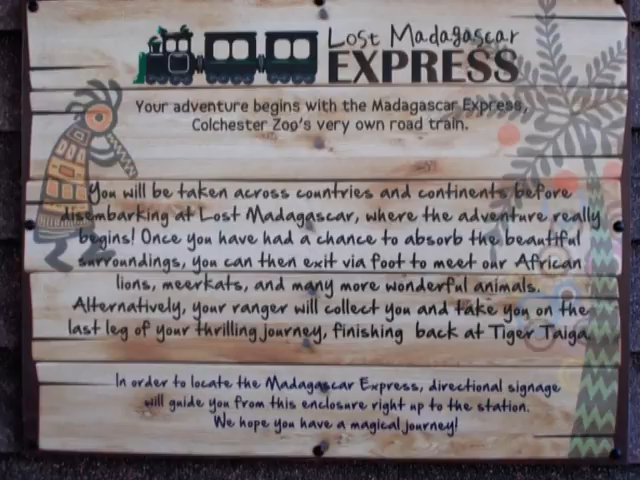 Lost Madagascar
EXPRESS
Your adventure begins with the Madagascar Express,
Colchester Zoo's very own road train.
You will be taken across countries and continents before
disembarking at Lost Madagascar, where the adventure really
begins! Once you have had a chance to absorb the beautiful
surroundings, you can then exit via foot to meet our African
lions, meerkats, and many more wonderful animals.
Alternatively, your ranger will collect you and take you on the
last leg of your thrilling journey, finishing back at Tiger Taiga.
In order to locate the Madagascar Express, directional signage
will guide you from this enclosure right up to the station.
We hope you have a magical journey!